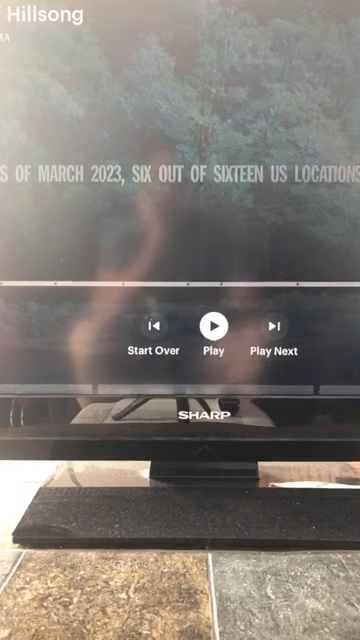 Hillsong
S OF MARCH 2023, SIX OUT OF SIXTEEN US LOCATIONS
Start Over
Play
Play Next
SHARP